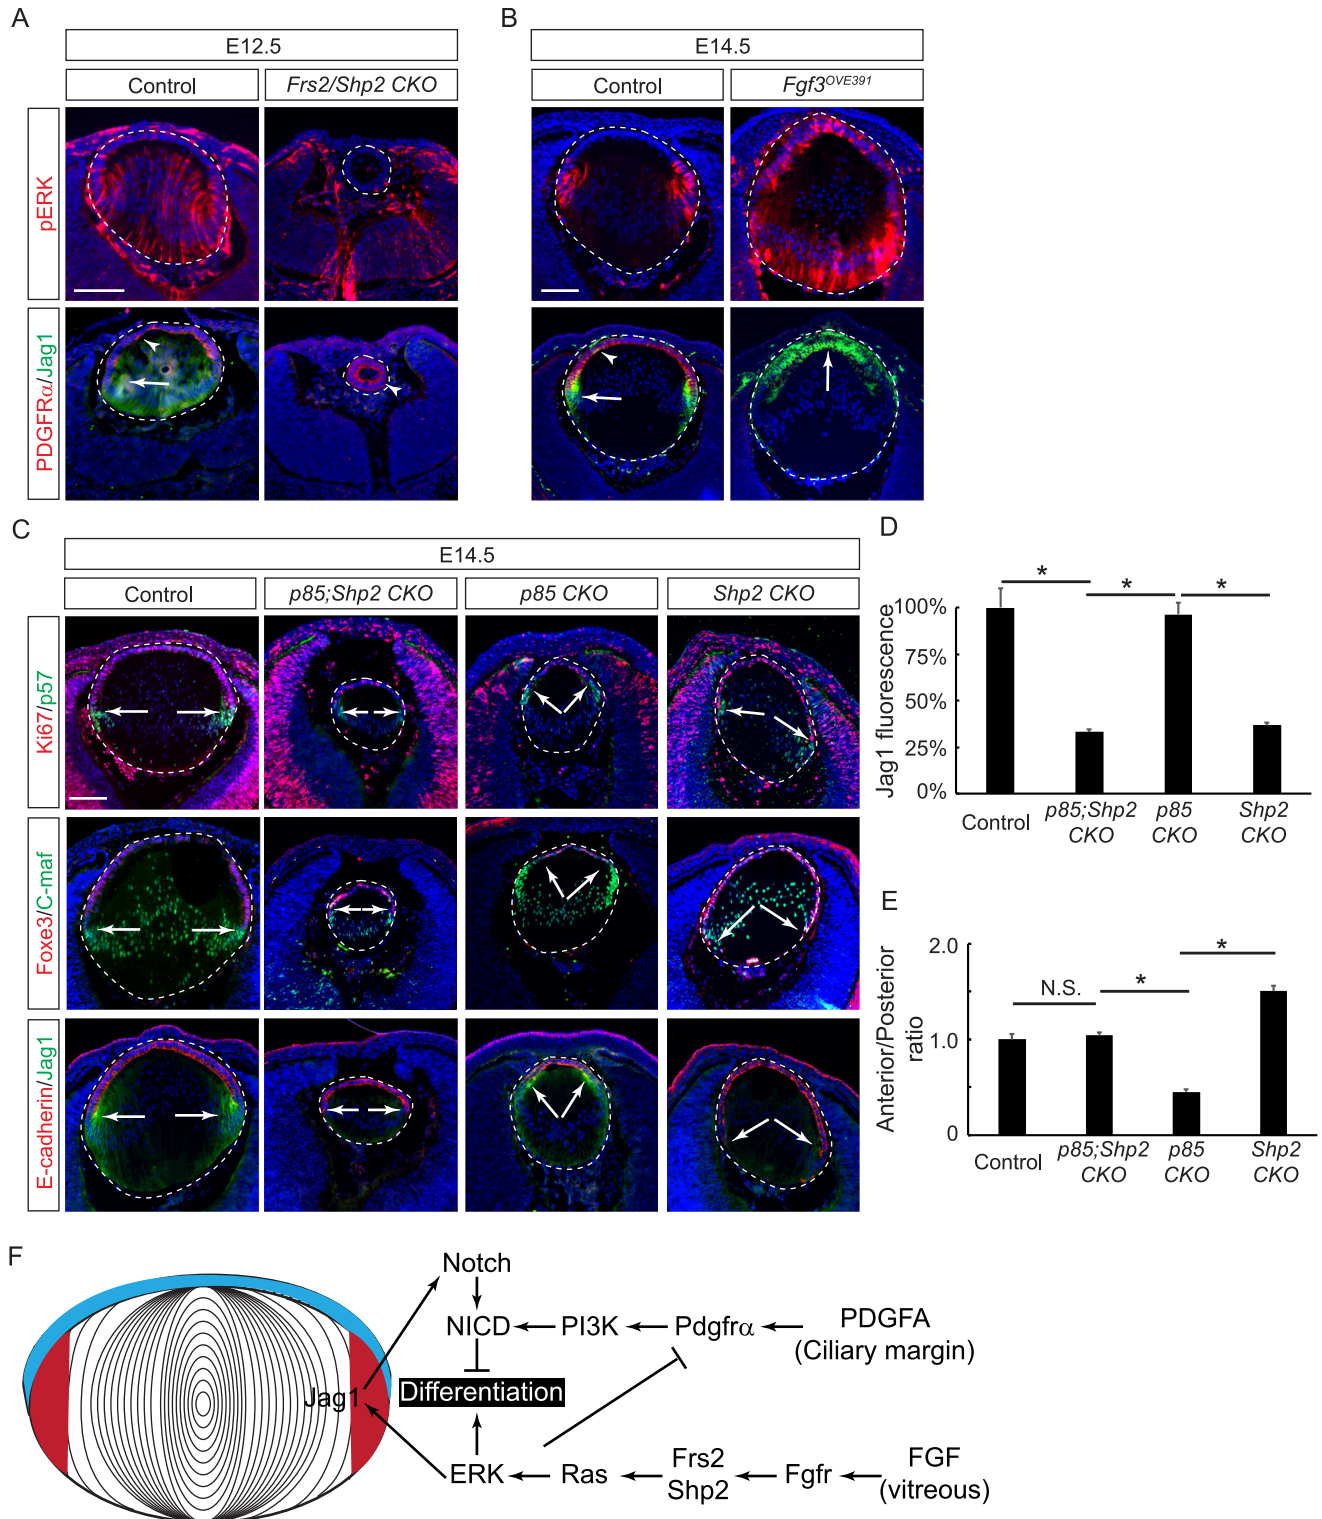 A
E12.5
Control
Frs2/Shp2 CKO
pERK
PDGFRα/Jag1
B
E14.5
Control
Fgf3OVE391
C
E14.5
Control
p85;Shp2 CKO
p85 CKO
Shp2 CKO
Ki67/p57
Foxe3/C-maf
E-cadherin/Jag1
D
Jag1 fluorescence
100%
75%
50%
25%
0%
*
*
*
Control
p85;Shp2
CKO
p85
CKO
Shp2
CKO
E
Anterior/Posterior
ratio
2.0
1.0
0
N.S.
*
*
Control
p85;Shp2
CKO
p85
CKO
Shp2
CKO
F
Notch
NICD
PI3K
Pdgfrα
PDGFA
(Ciliary margin)
Differentiation
Jag1
ERK
Ras
Frs2
Shp2
Fgfr
FGF
(vitreous)